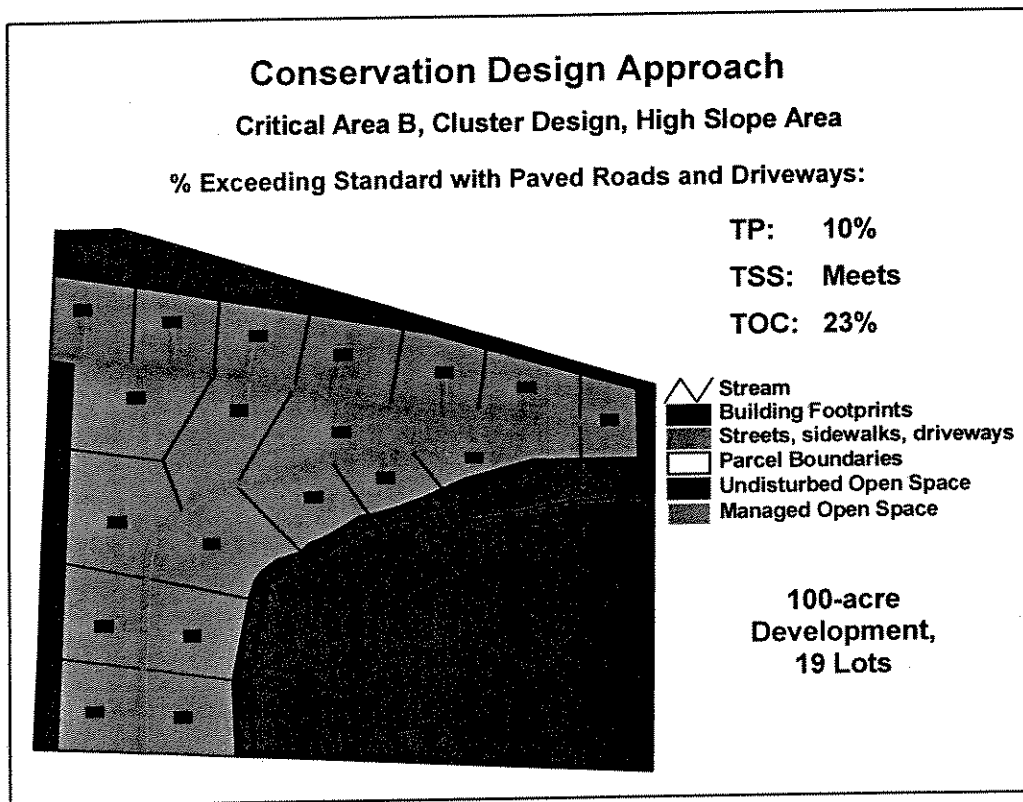 Conservation Design Approach
Critical Area B, Cluster Design, High Slope Area
% Exceeding Standard with Paved Roads and Driveways:
TP: 10%
TSS: Meets
TOC: 23%
Stream
Building Footprints
Streets, sidewalks, driveways
Parcel Boundaries
Undisturbed Open Space
Managed Open Space
100-acre
Development,
19 Lots